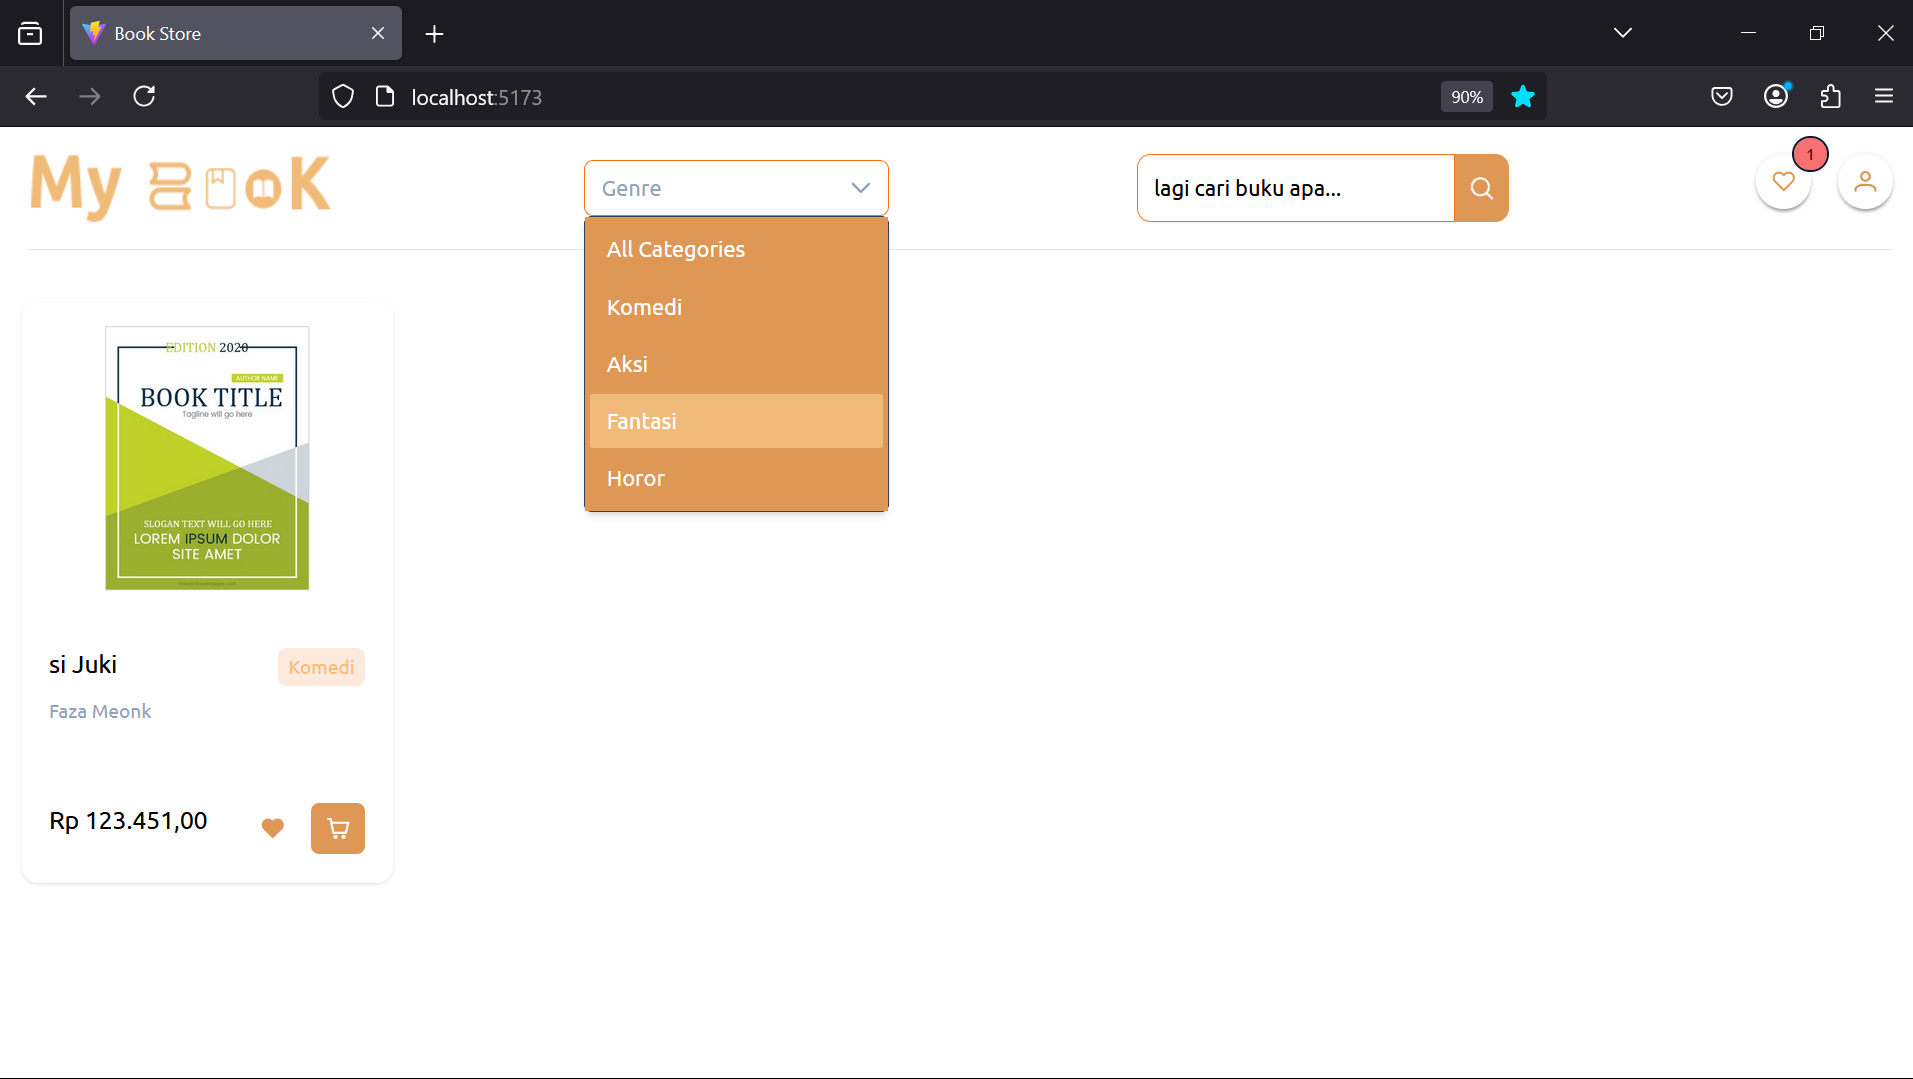 Book Store
localhost:5173
90%
My BooK
Genre
lagi cari buku apa...
1
All Categories
Komedi
Aksi
Fantasi
Horor
EDITION 2020
AUTHOR NAME
BOOK TITLE
Tagline will go here
SLOGAN TEXT WILL GO HERE
LOREM IPSUM DOLOR
SITE AMET
si Juki
Komedi
Faza Meonk
Rp 123.451,00